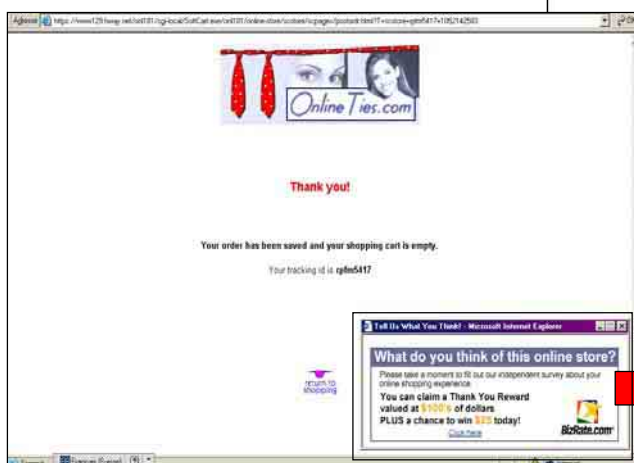 Online Ties.com
Thank you!
Your order has been saved and your shopping cart is empty.
Your tracking id is
return to
shopping
Tell Us What You Think! - Microsoft Internet Explorer
What do you think of this online store?
Please take a moment to fill out our independent survey about your
online shopping experience.
You can claim a Thank You Reward
valued at $100's of dollars
PLUS a chance to win $25 today!
Click here
BizRate.com